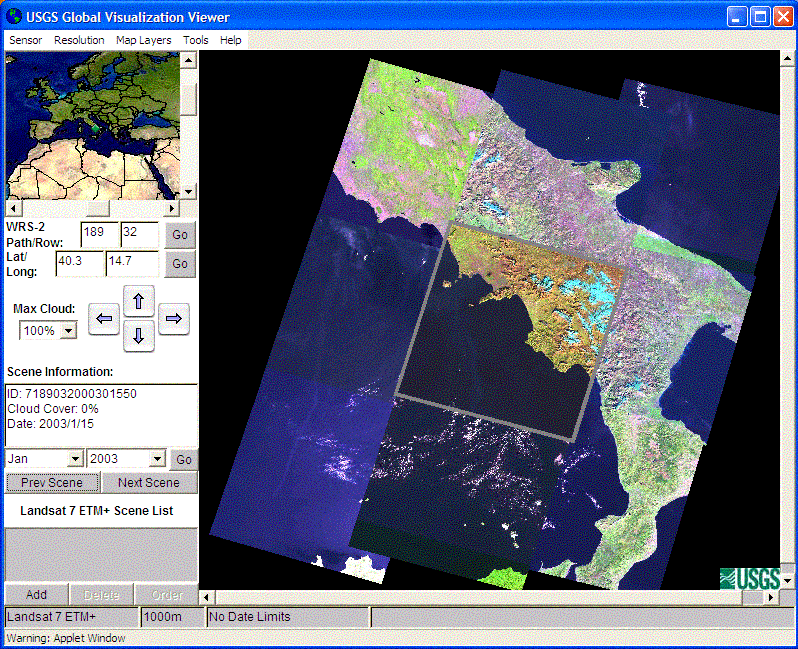 USGS Global Visualization Viewer
Sensor Resolution Map Layers Tools Help
WRS-2
Path/Row: 189 32 Go
Lat/
Long: 40.3 14.7 Go
Max Cloud:
100%
Scene Information:
ID: 7189032000301550
Cloud Cover: 0%
Date: 2003/1/15
Jan 2003 Go
Prev Scene Next Scene
Landsat 7 ETM+ Scene List
Add Delete Order
USGS
Landsat 7 ETM+ 1000m No Date Limits
Warning: Applet Window